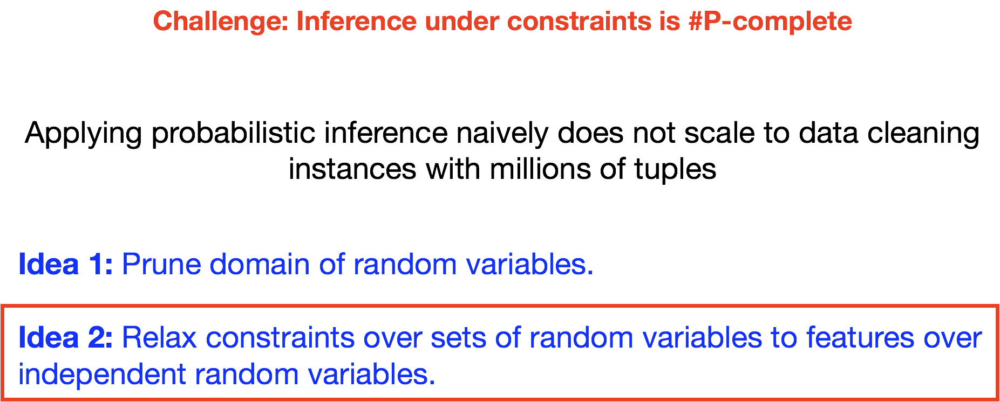 Challenge: Inference under constraints is #P-complete
Applying probabilistic inference naively does not scale to data cleaning
instances with millions of tuples
Idea 1: Prune domain of random variables.
Idea 2: Relax constraints over sets of random variables to features over
independent random variables.